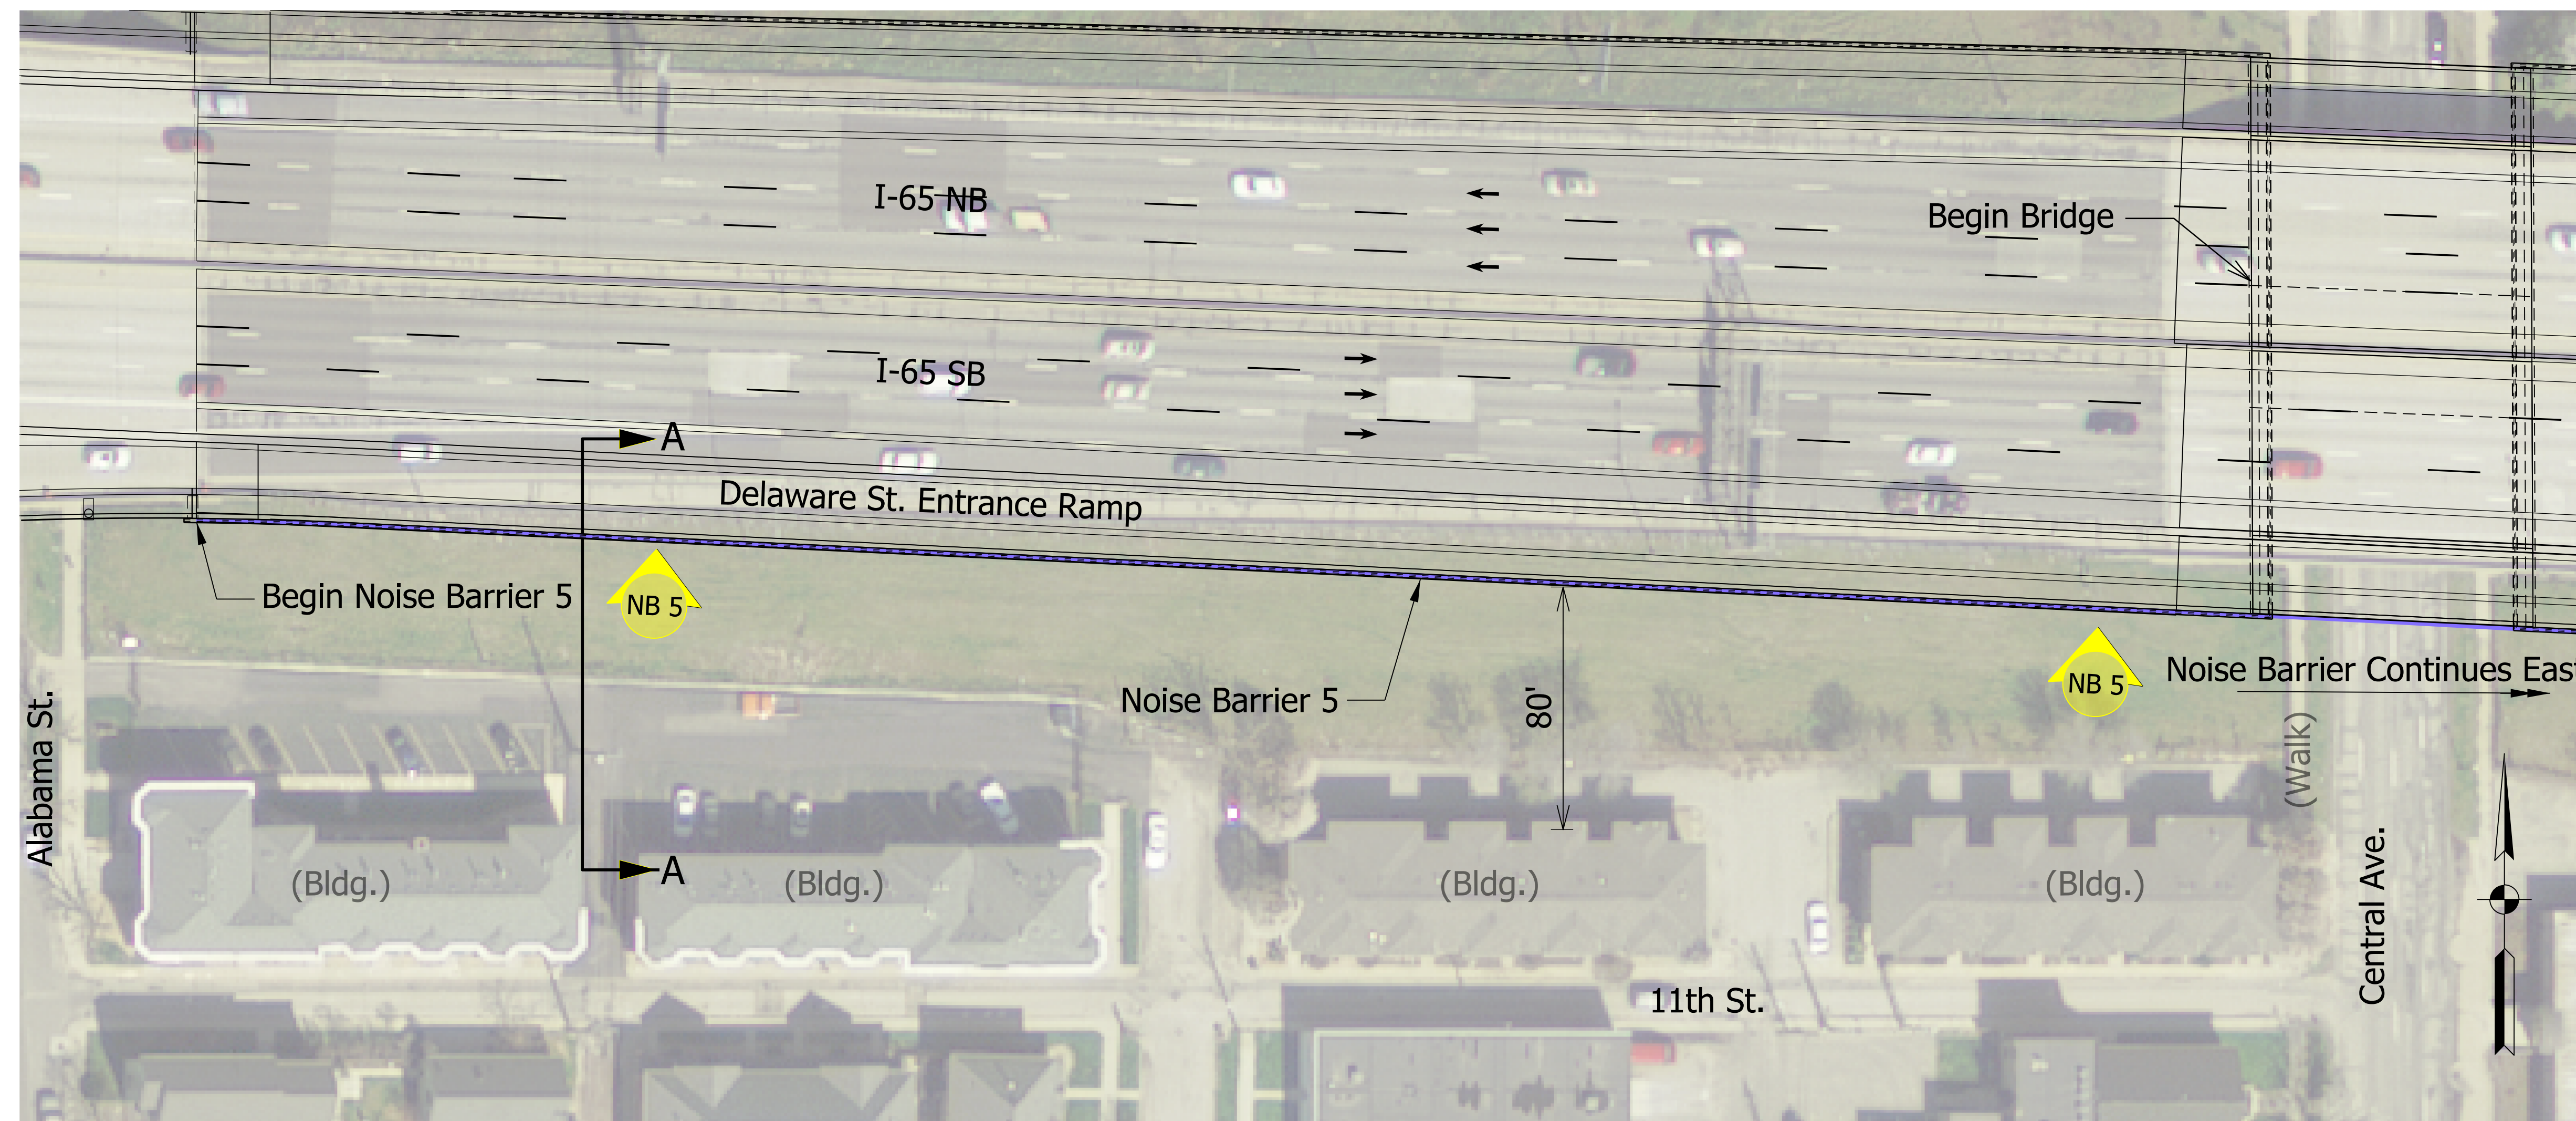 I-65 NB
Begin Bridge
I-65 SB
A
Delaware St. Entrance Ramp
Begin Noise Barrier 5
NB 5
Noise Barrier 5
80'
NB 5
Noise Barrier Continues Eas
(Walk)
Alabama St.
A
(Bldg.)
(Bldg.)
(Bldg.)
(Bldg.)
Central Ave.
11th St.